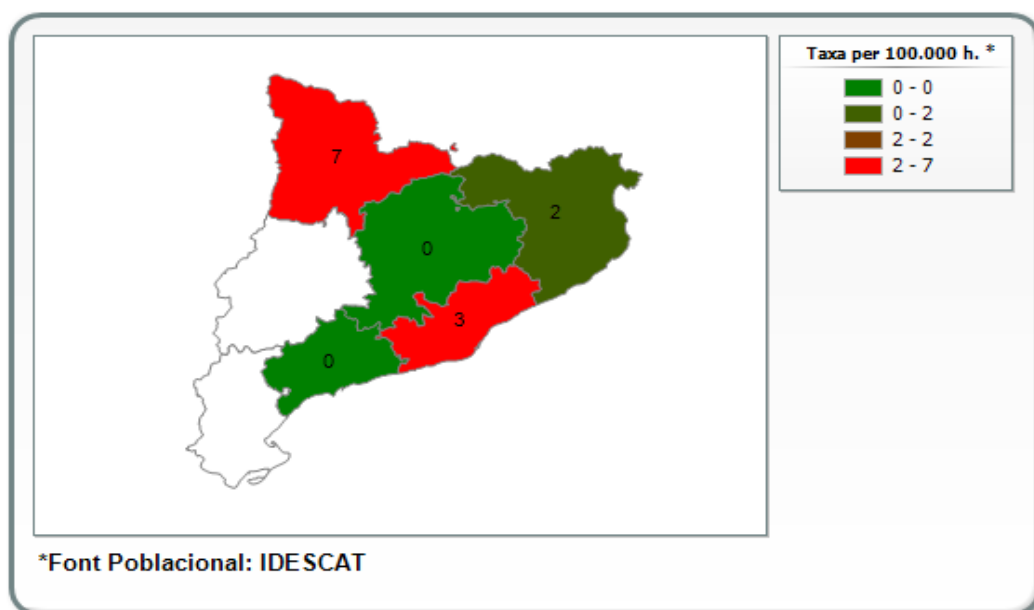 Taxa per 100.000 h. *
0 - 0
0 - 2
2 - 2
2 - 7
7
2
0
3
0
*Font Poblacional: IDESCAT